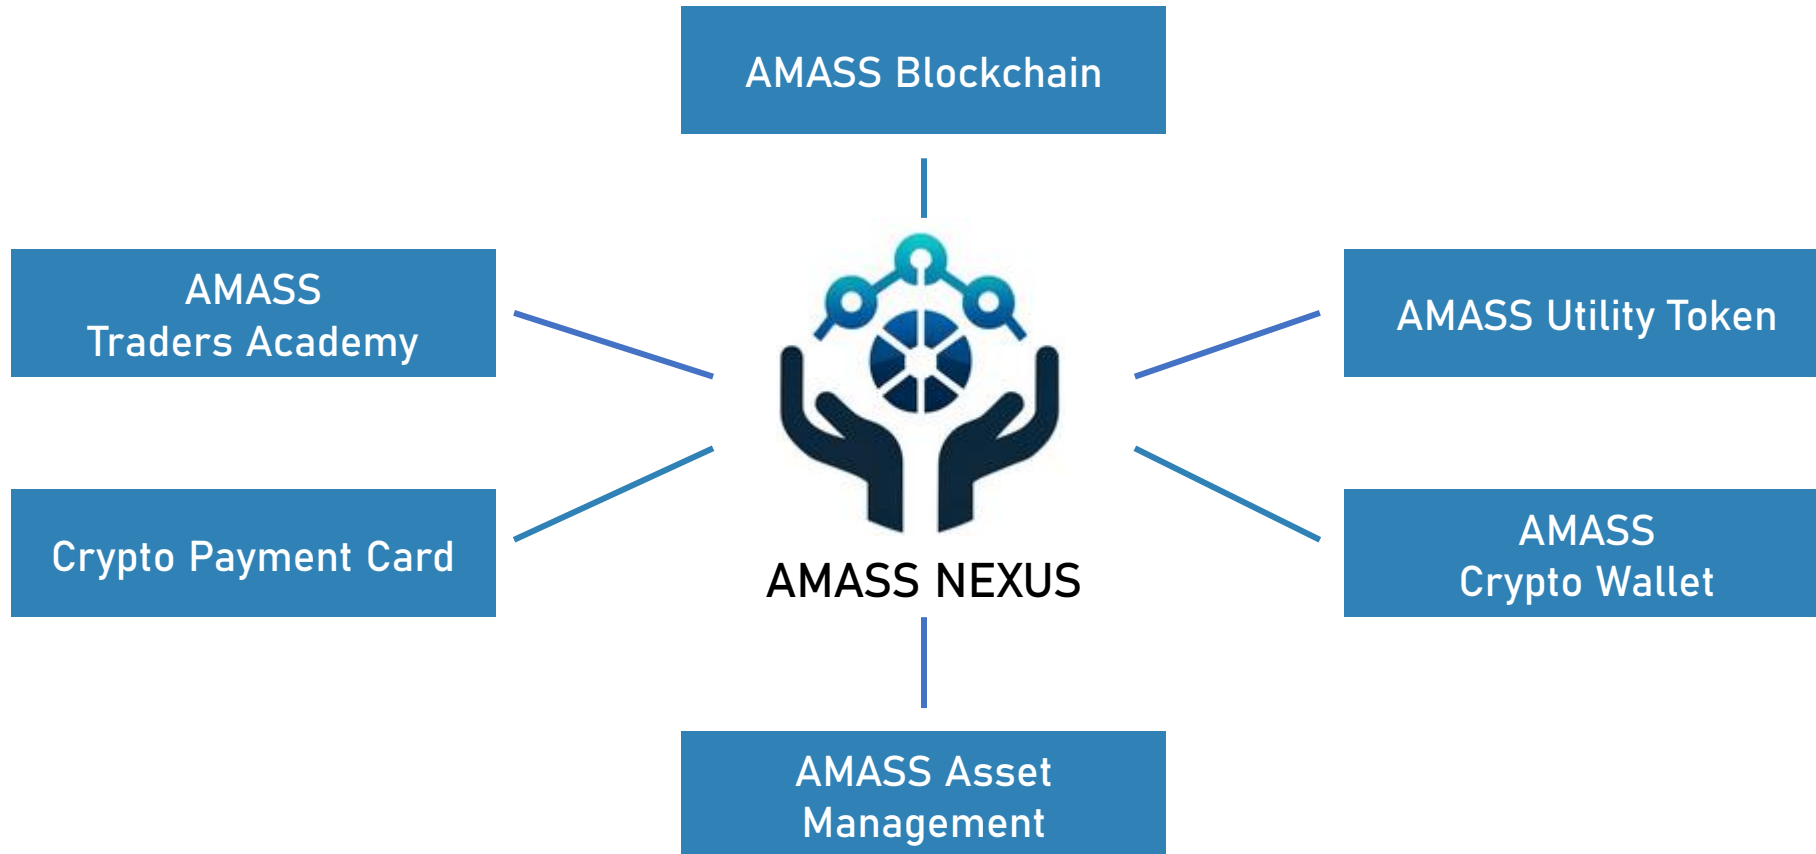 AMASS Blockchain
AMASS
Traders Academy
AMASS Utility Token
Crypto Payment Card
AMASS
Crypto Wallet
AMASS NEXUS
AMASS Asset
Management